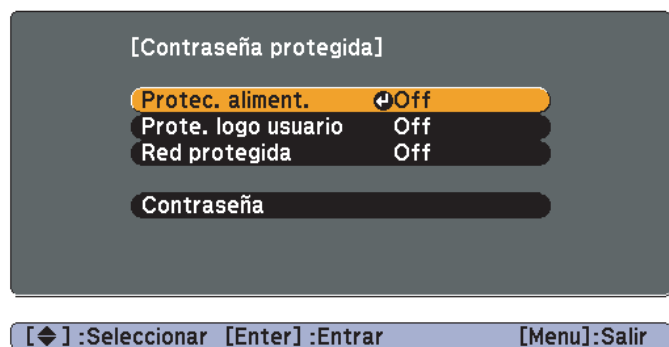 [Contraseña protegida]
Protec. aliment. Off
Prote. logo usuario Off
Red protegida Off
Contraseña
[ ] :Seleccionar [Enter] :Entrar [Menu]:Salir